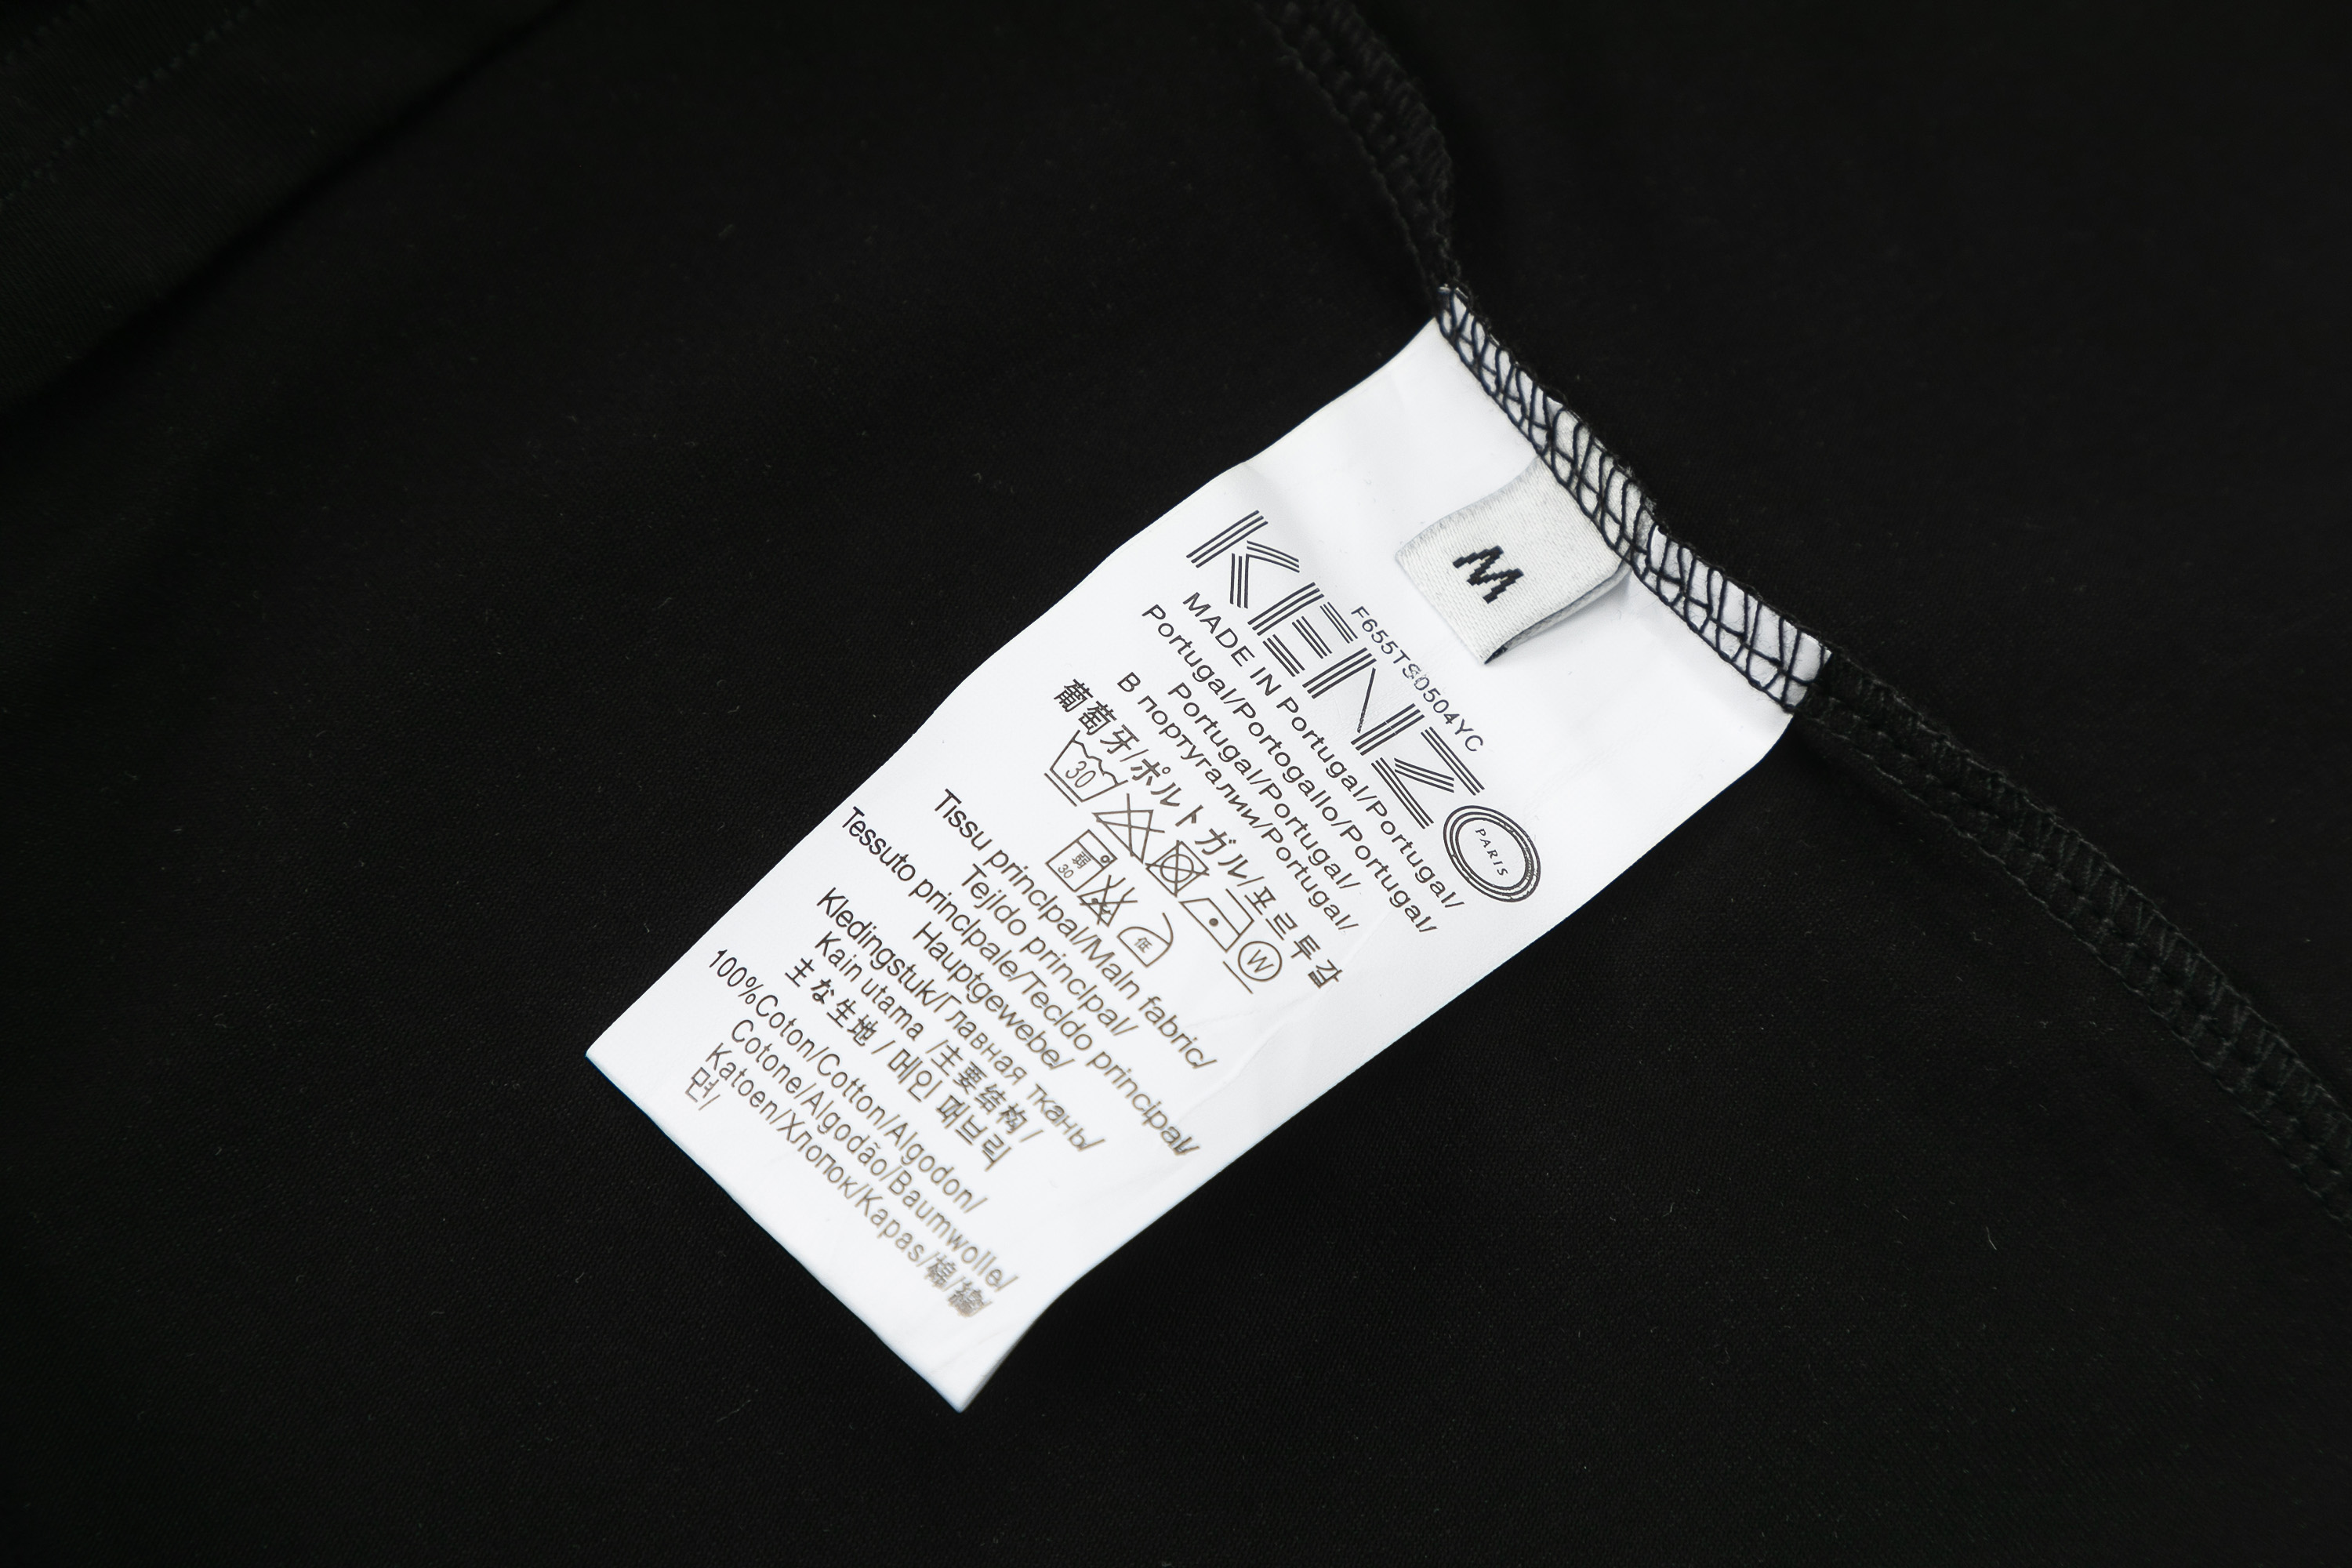 M
F655TS0504YC
KENZO
PARIS
MADE IN Portugal/Portugal/
Portugal/Portogallo/Portugal/
Portugal/Portugal/Portugal/
В португалии/Portugal/
葡萄牙/ポルトガル/포르투갈
30
W
弱
30
低
Tissu principal/Main fabric/
Tejido principal/
Tessuto principale/Tecido principal/
Hauptgewebe/
Kledingstuk/Главная ткань/
Kain utama /主要结构/
主な生地 / 메인 패브릭
100%Coton/Cotton/Algodon/
Cotone/Algodão/Baumwolle/
Katoen/Хлопок/Kapas/棉/綿/
면/